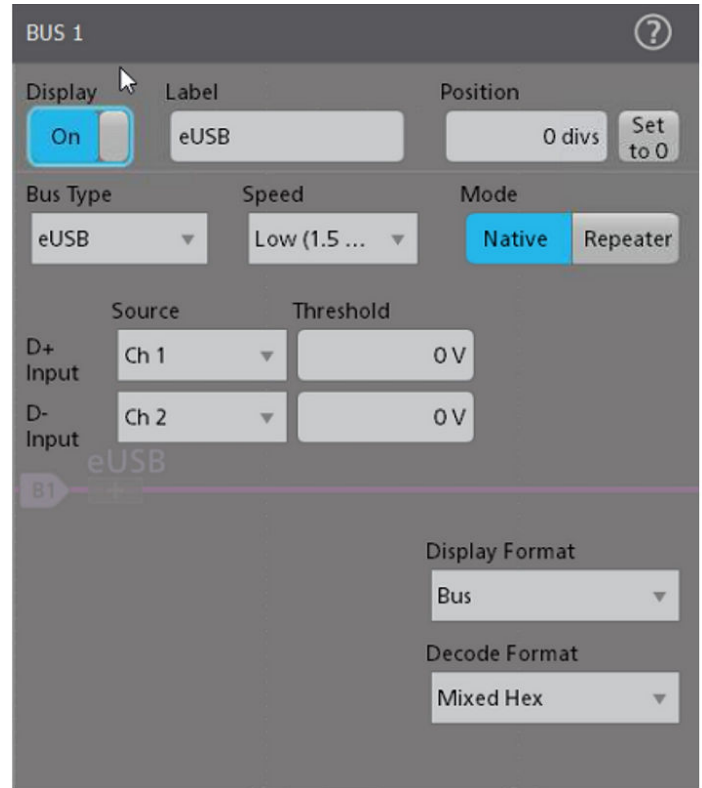 BUS 1 ?
Display Label Position
On eUSB 0 divs Set to 0
Bus Type Speed Mode
eUSB Low (1.5 ... Native Repeater
Source Threshold
D+ Input Ch 1 0 V
D- Input Ch 2 0 V
eUSB
B1 +
Display Format
Bus
Decode Format
Mixed Hex